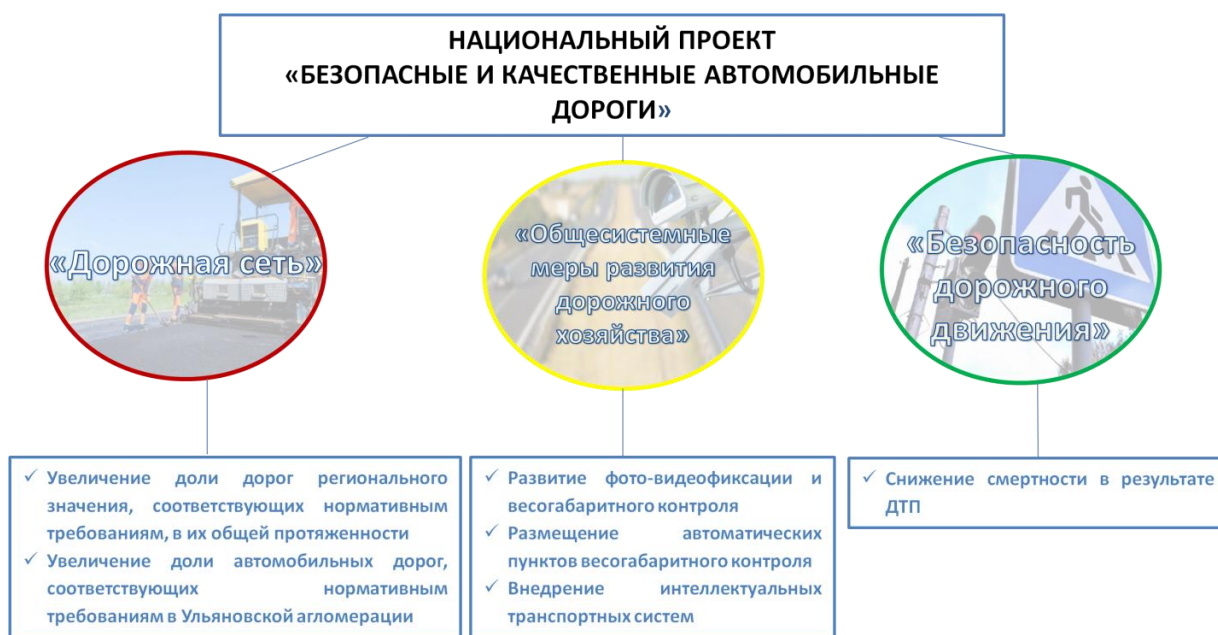 НАЦИОНАЛЬНЫЙ ПРОЕКТ
«БЕЗОПАСНЫЕ И КАЧЕСТВЕННЫЕ АВТОМОБИЛЬНЫЕ
ДОРОГИ»
«Дорожная сеть»
«Общесистемные
меры развития
дорожного
хозяйства»
«Безопасность
дорожного
движения»
✓ Увеличение доли дорог регионального
значения, соответствующих нормативным
требованиям, в их общей протяженности
✓ Увеличение доли автомобильных дорог,
соответствующих нормативным
требованиям в Ульяновской агломерации
✓ Развитие фото-видеофиксации и
весогабаритного контроля
✓ Размещение автоматических
пунктов весогабаритного контроля
✓ Внедрение интеллектуальных
транспортных систем
✓ Снижение смертности в результате
ДТП